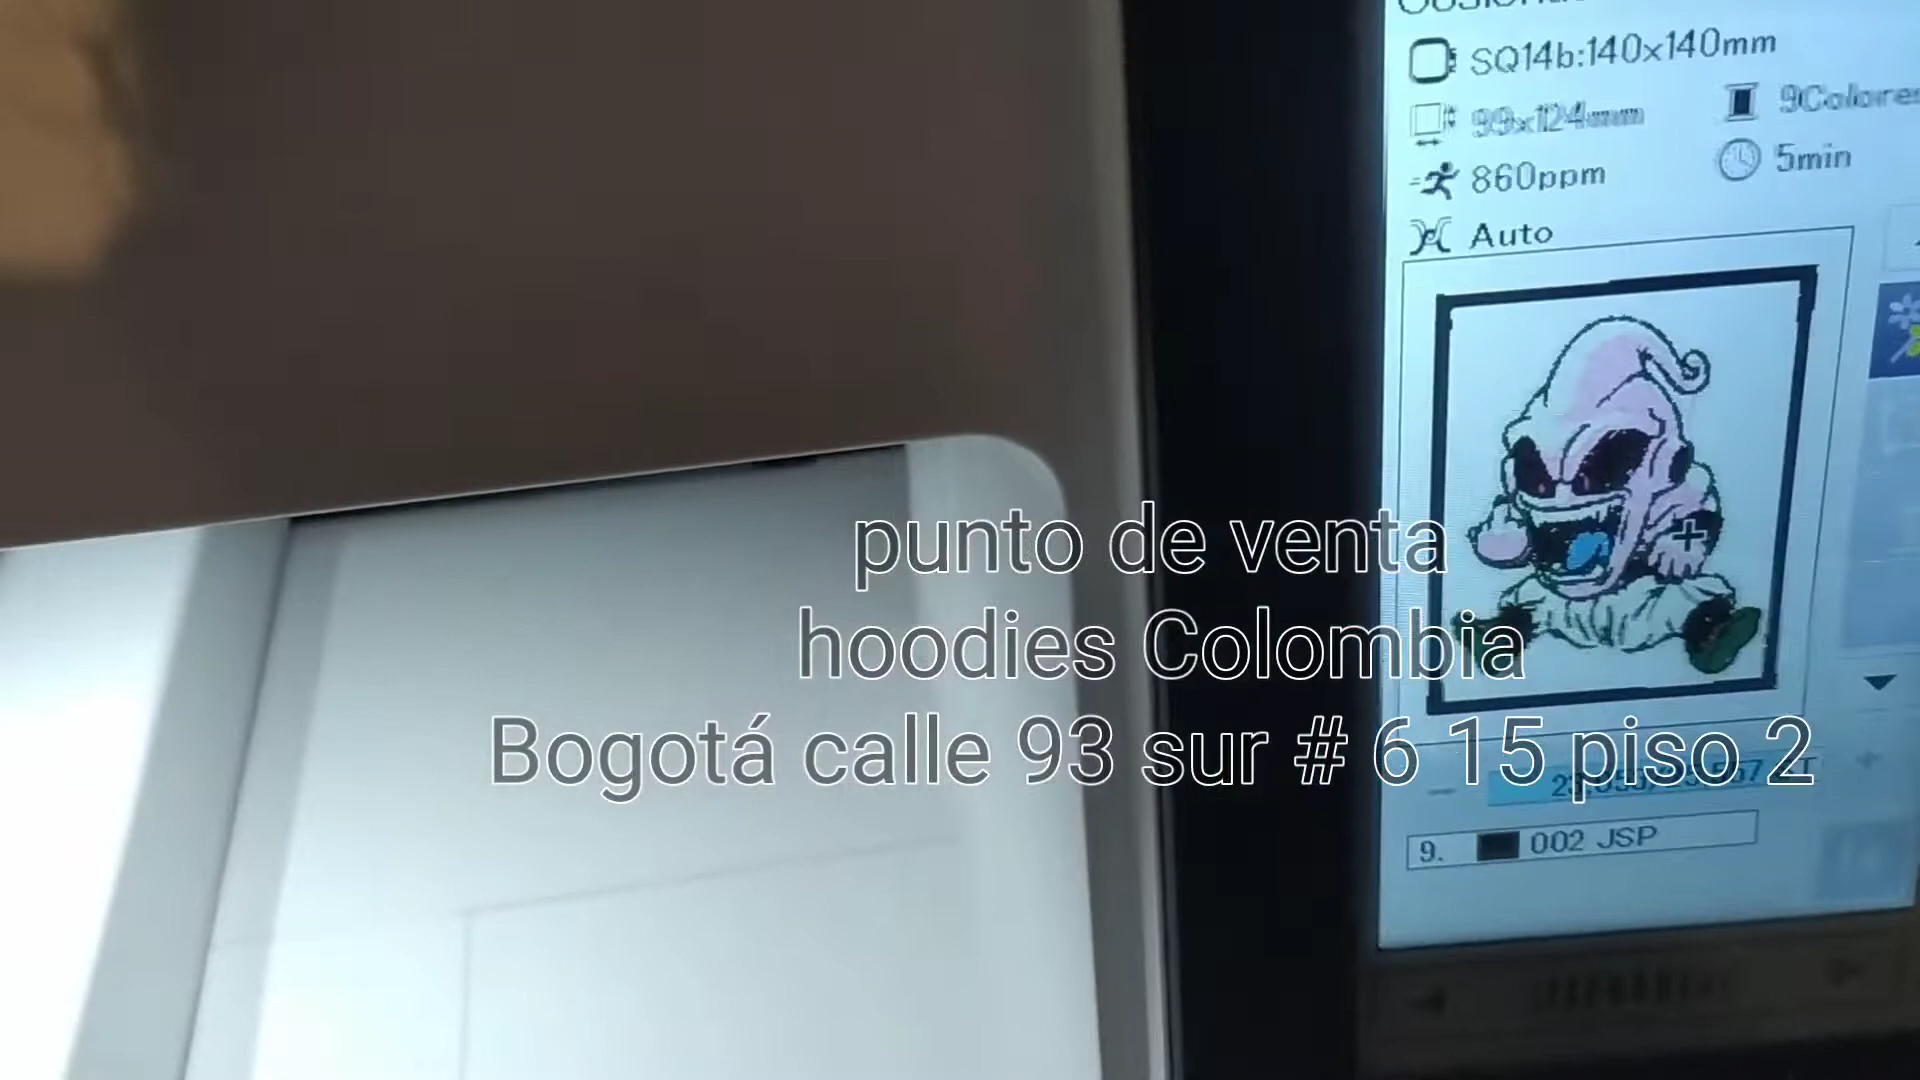 SQ14b:140x140mm
99x124mm
9Colores
860ppm
5min
Auto
punto de venta
hoodies Colombia
Bogotá calle 93 sur # 6 15 piso 2
9. 002 JSP